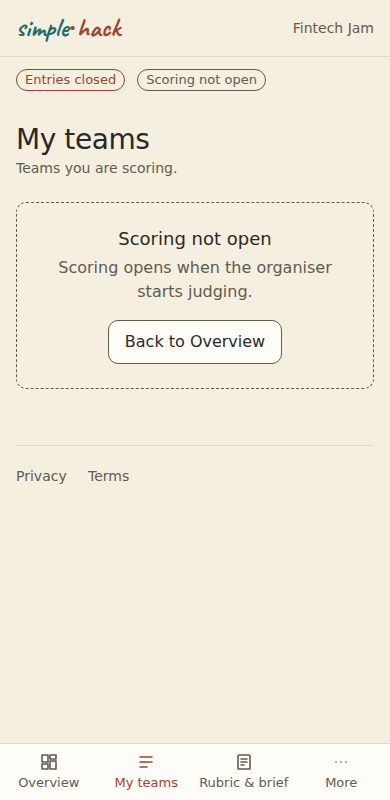 simple hack
Fintech Jam
Entries closed
Scoring not open
My teams
Teams you are scoring.
Scoring not open
Scoring opens when the organiser
starts judging.
Back to Overview
Privacy
Terms
Overview
My teams
Rubric & brief
More